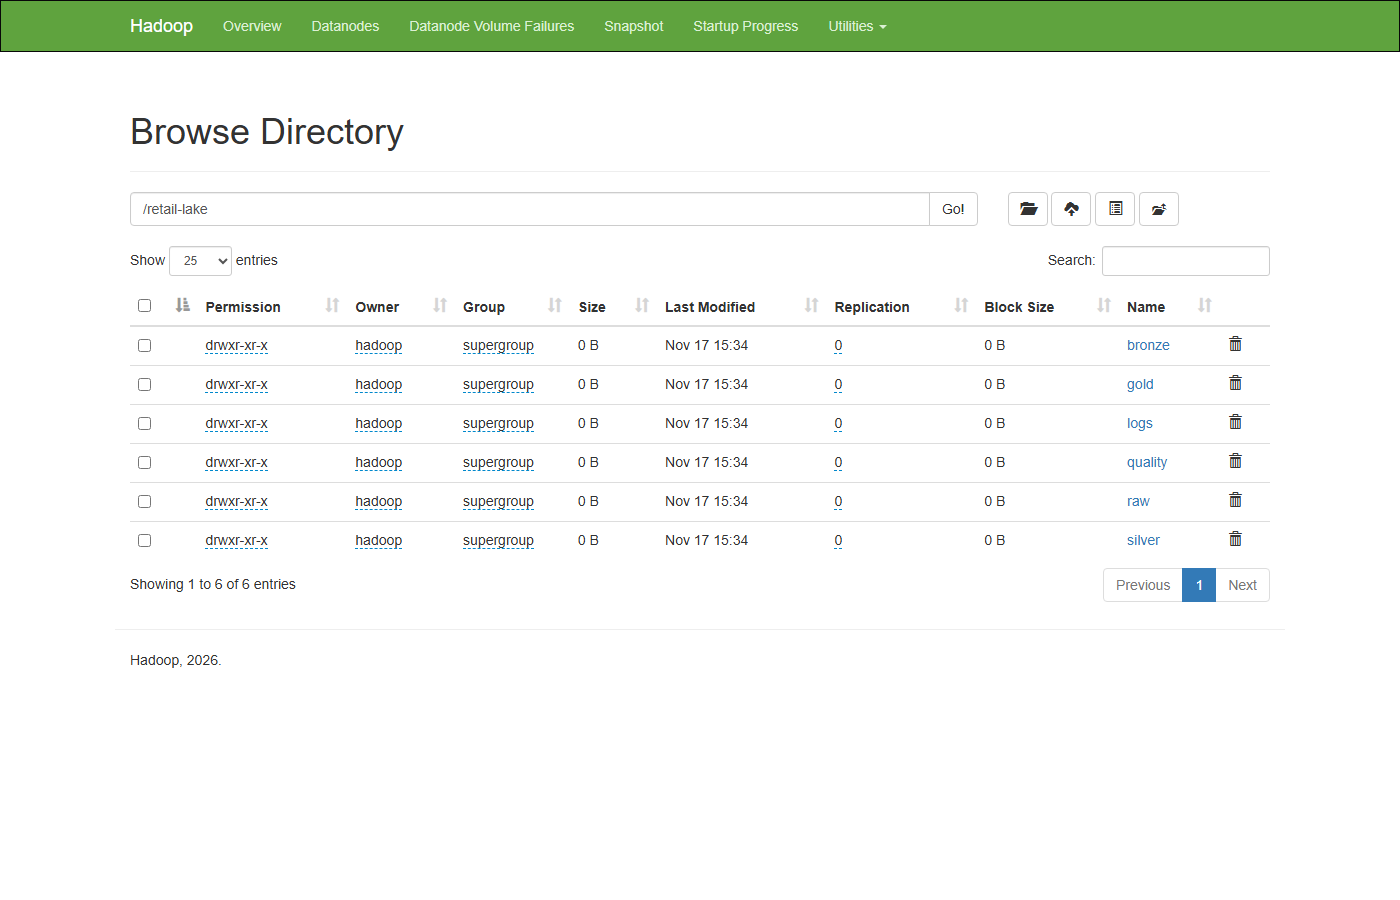 Hadoop Overview Datanodes Datanode Volume Failures Snapshot Startup Progress Utilities
Browse Directory
/retail-lake Go!
Show 25 entries Search:
Permission Owner Group Size Last Modified Replication Block Size Name
drwxr-xr-x hadoop supergroup 0 B Nov 17 15:34 0 0 B bronze
drwxr-xr-x hadoop supergroup 0 B Nov 17 15:34 0 0 B gold
drwxr-xr-x hadoop supergroup 0 B Nov 17 15:34 0 0 B logs
drwxr-xr-x hadoop supergroup 0 B Nov 17 15:34 0 0 B quality
drwxr-xr-x hadoop supergroup 0 B Nov 17 15:34 0 0 B raw
drwxr-xr-x hadoop supergroup 0 B Nov 17 15:34 0 0 B silver
Showing 1 to 6 of 6 entries Previous 1 Next
Hadoop, 2026.